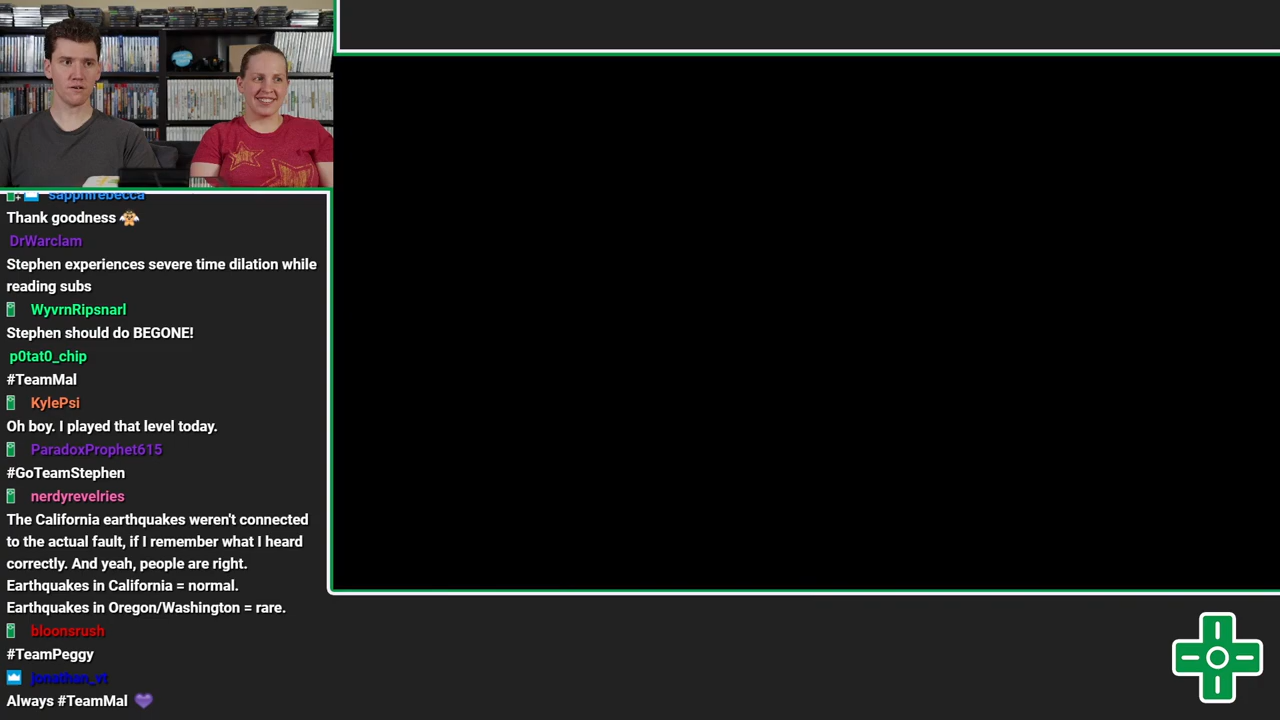 sapphirebecca
Thank goodness
DrWarclam
Stephen experiences severe time dilation while
reading subs
WyvrnRipsnarl
Stephen should do BEGONE!
p0tat0_chip
#TeamMal
KylePsi
Oh boy. I played that level today.
ParadoxProphet615
#GoTeamStephen
nerdyrevelries
The California earthquakes weren't connected
to the actual fault, if I remember what I heard
correctly. And yeah, people are right.
Earthquakes in California = normal.
Earthquakes in Oregon/Washington = rare.
bloonsrush
#TeamPeggy
jonathan_vt
Always #TeamMal